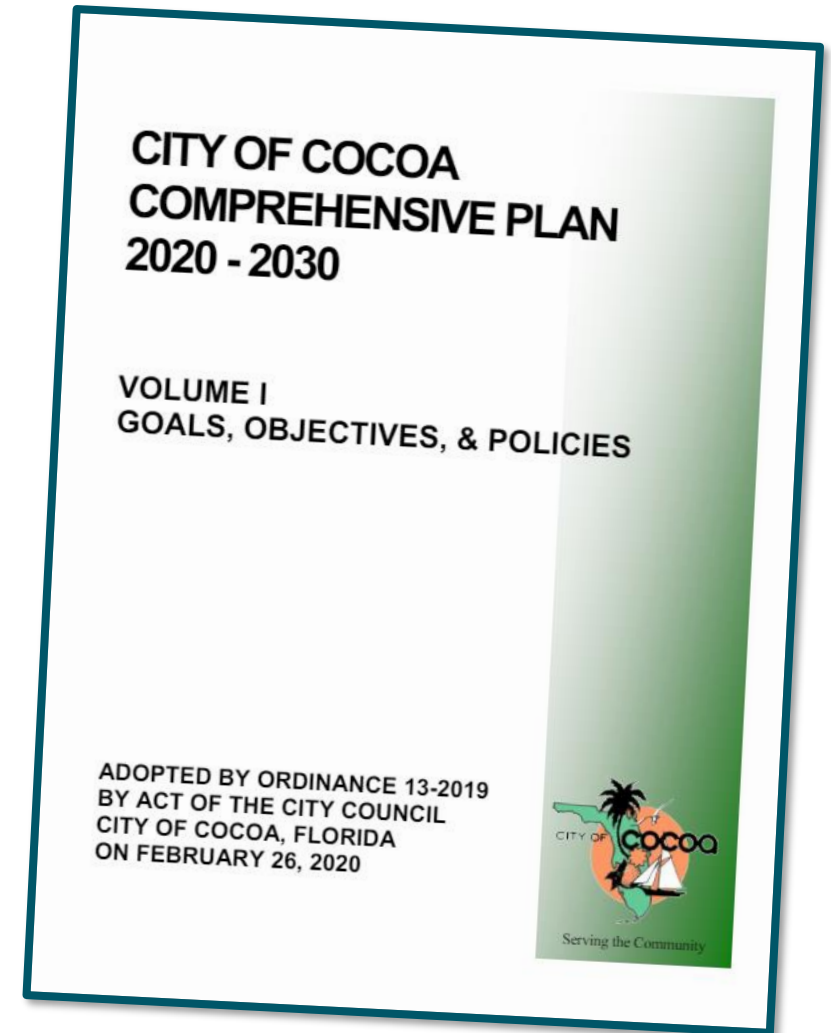 CITY OF COCOA
COMPREHENSIVE PLAN
2020 - 2030
VOLUME I
GOALS, OBJECTIVES, & POLICIES
ADOPTED BY ORDINANCE 13-2019
BY ACT OF THE CITY COUNCIL
CITY OF COCOA, FLORIDA
ON FEBRUARY 26, 2020
CITY OF COCOA
Serving the Community